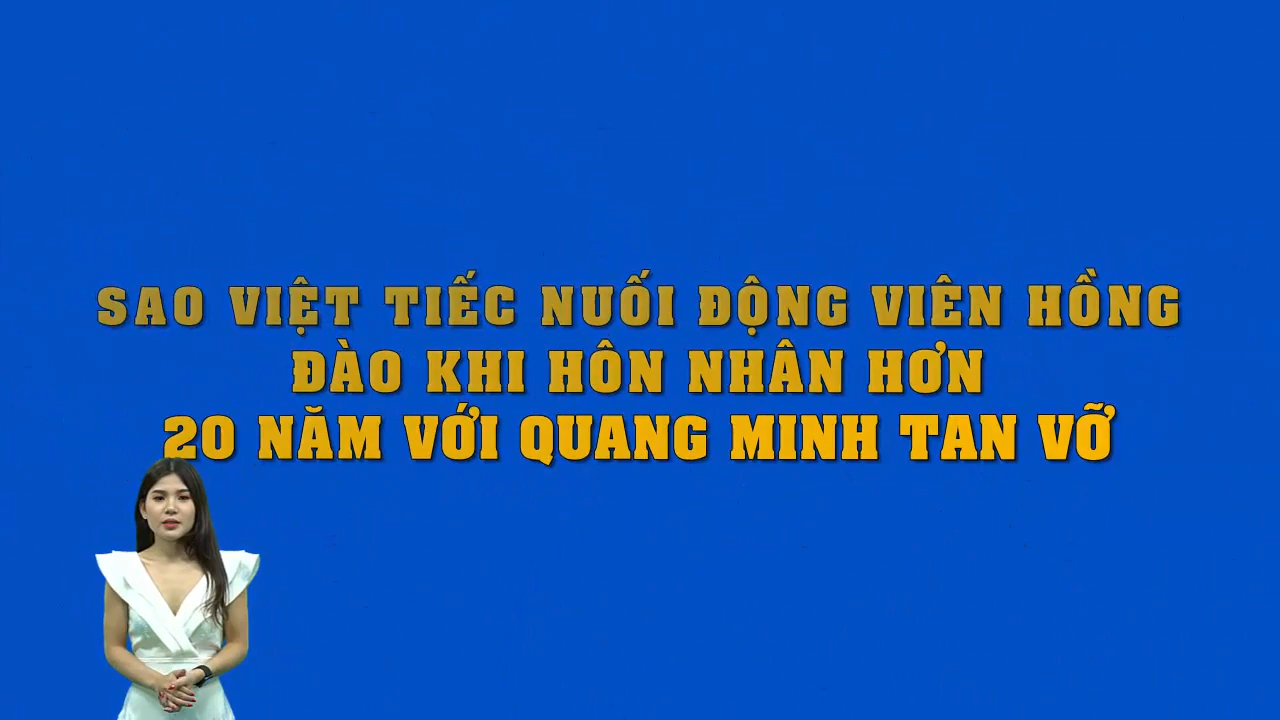 SAO VIỆT TIẾC NUỐI ĐỘNG VIÊN HỒNG
ĐÀO KHI HÔN NHÂN HƠN
20 NĂM VỚI QUANG MINH TAN VỠ